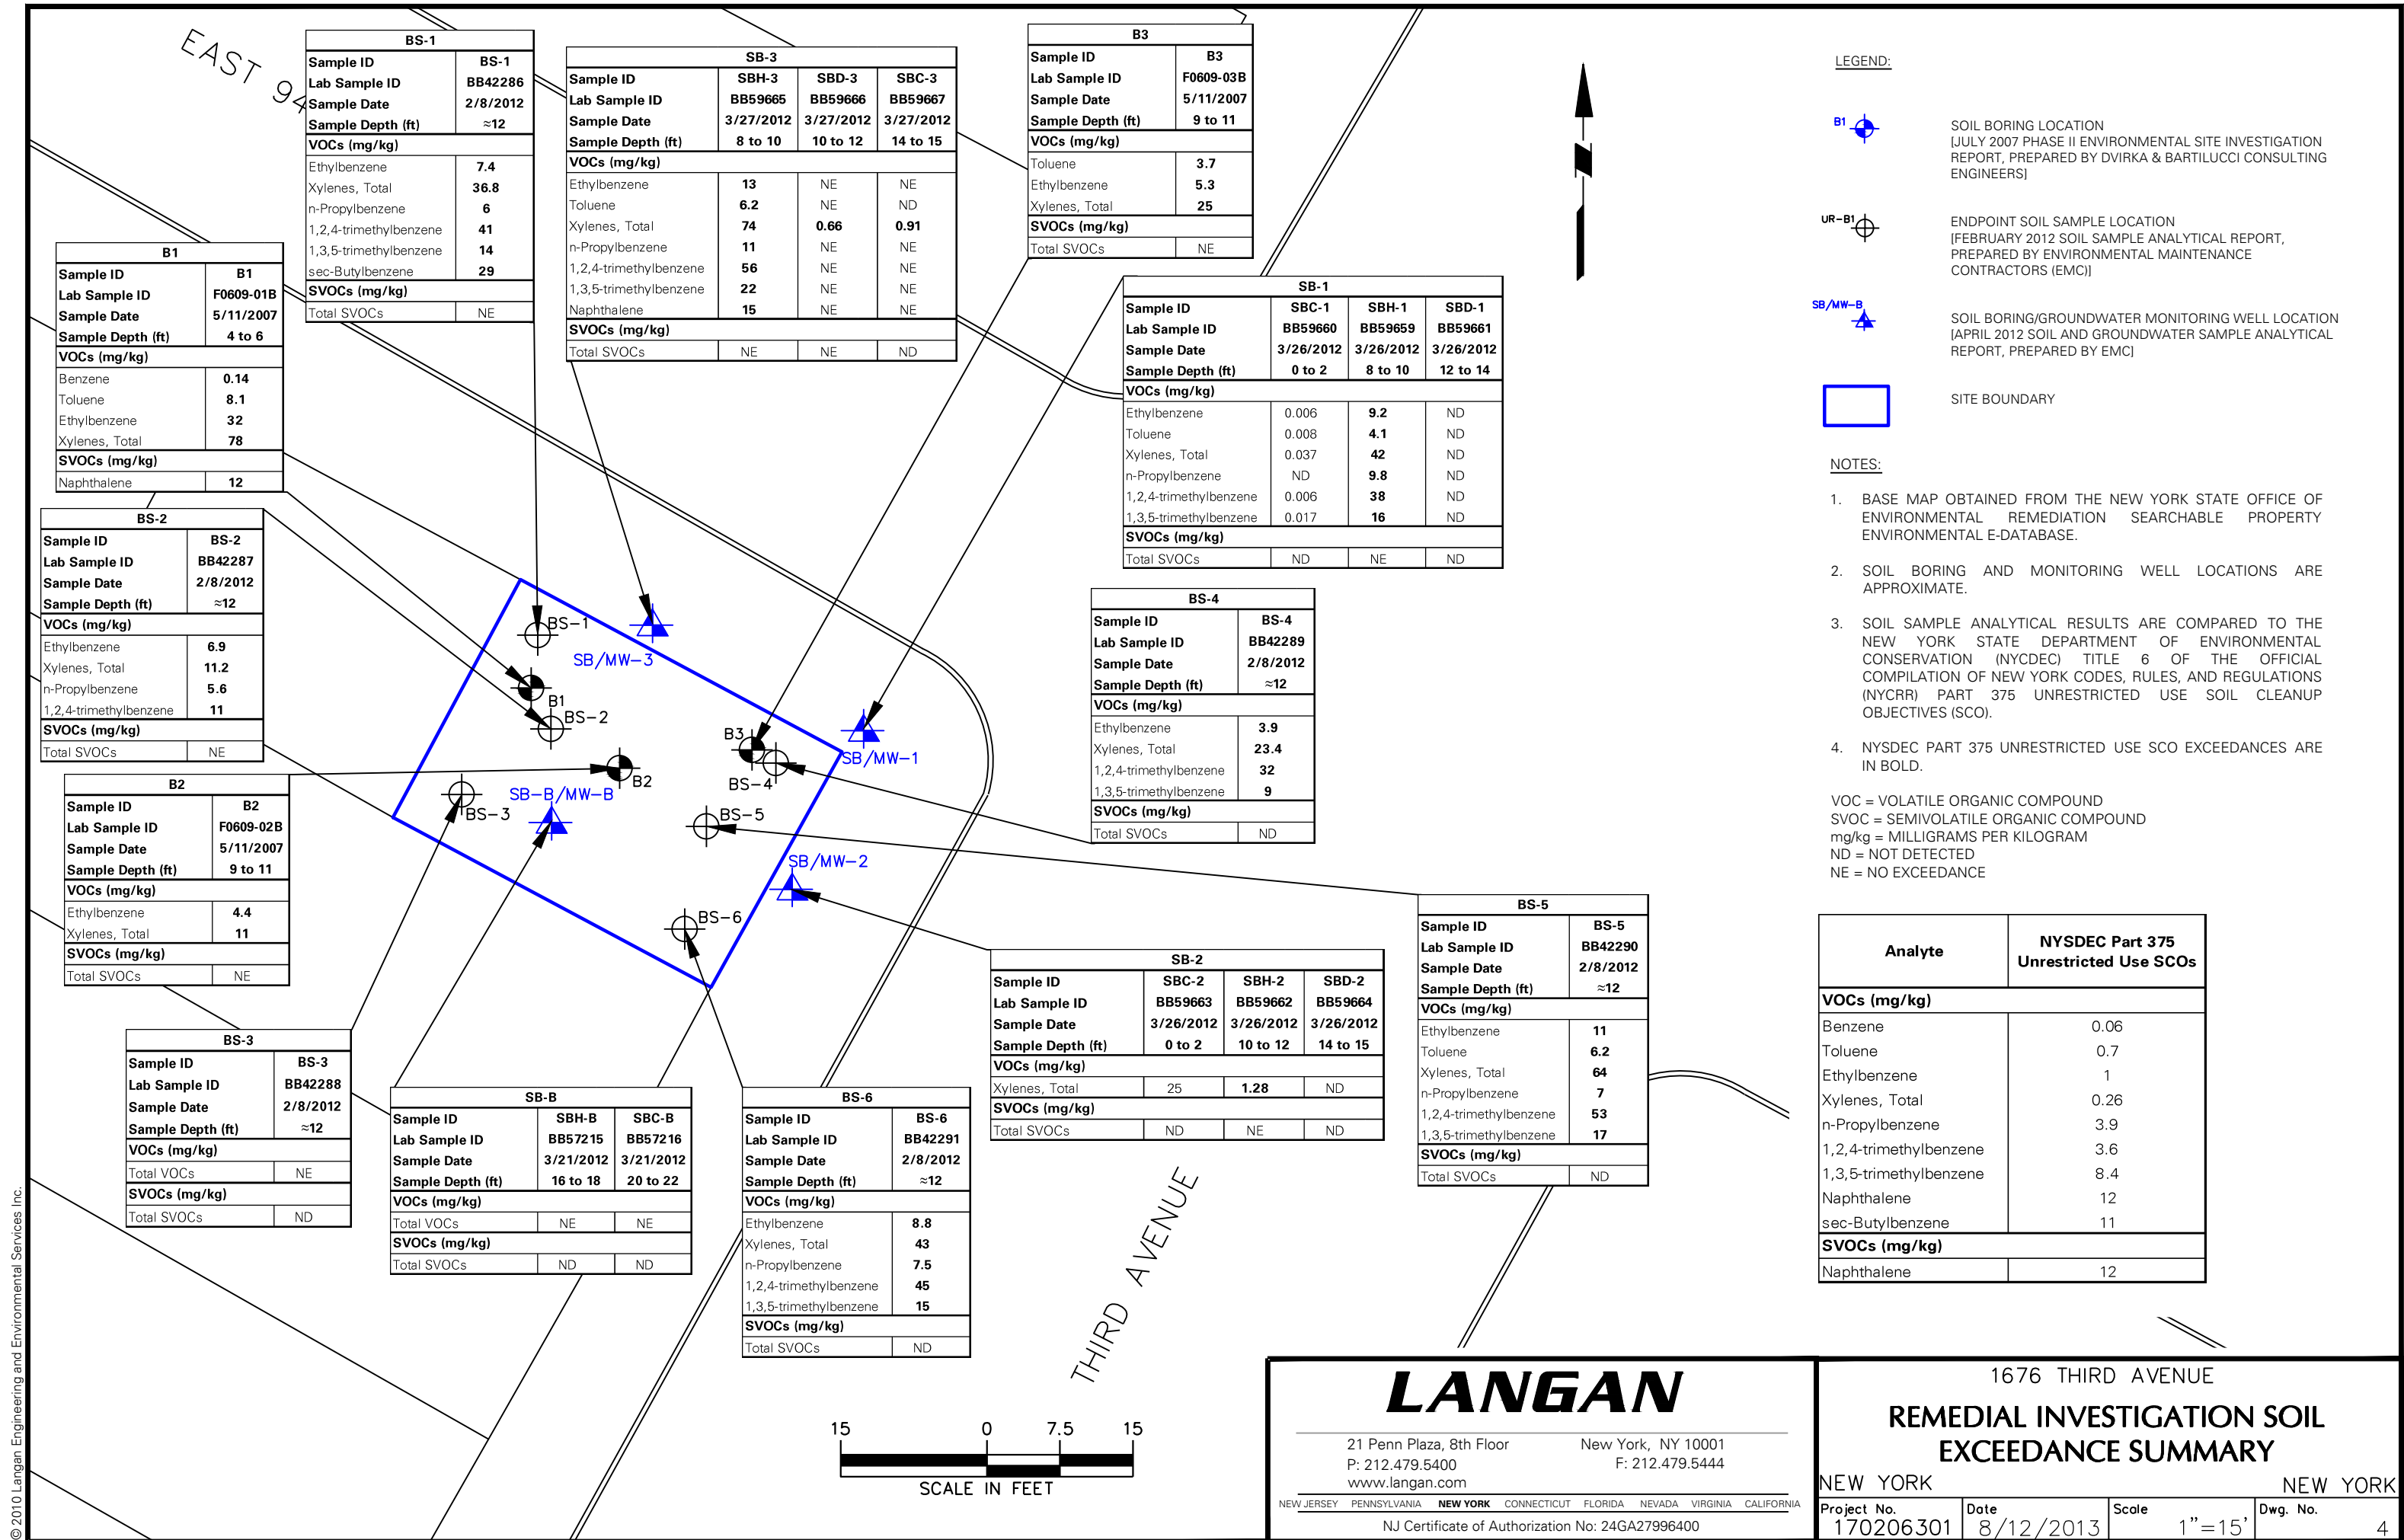 EAST 94
BS-1
Sample ID BS-1
Lab Sample ID BB42286
Sample Date 2/8/2012
Sample Depth (ft) ≈12
VOCs (mg/kg)
Ethylbenzene 7.4
Xylenes, Total 36.8
n-Propylbenzene 6
1,2,4-trimethylbenzene 41
1,3,5-trimethylbenzene 14
sec-Butylbenzene 29
SVOCs (mg/kg)
Total SVOCs NE
SB-3
Sample ID SBH-3 SBD-3 SBC-3
Lab Sample ID BB59665 BB59666 BB59667
Sample Date 3/27/2012 3/27/2012 3/27/2012
Sample Depth (ft) 8 to 10 10 to 12 14 to 15
VOCs (mg/kg)
Ethylbenzene 13 NE NE
Toluene 6.2 NE ND
Xylenes, Total 74 0.66 0.91
n-Propylbenzene 11 NE NE
1,2,4-trimethylbenzene 56 NE NE
1,3,5-trimethylbenzene 22 NE NE
Naphthalene 15 NE NE
SVOCs (mg/kg)
Total SVOCs NE NE ND
B3
Sample ID B3
Lab Sample ID F0609-03B
Sample Date 5/11/2007
Sample Depth (ft) 9 to 11
VOCs (mg/kg)
Toluene 3.7
Ethylbenzene 5.3
Xylenes, Total 25
SVOCs (mg/kg)
Total SVOCs NE
B1
Sample ID B1
Lab Sample ID F0609-01B
Sample Date 5/11/2007
Sample Depth (ft) 4 to 6
VOCs (mg/kg)
Benzene 0.14
Toluene 8.1
Ethylbenzene 32
Xylenes, Total 78
SVOCs (mg/kg)
Naphthalene 12
SB-1
Sample ID SBC-1 SBH-1 SBD-1
Lab Sample ID BB59660 BB59659 BB59661
Sample Date 3/26/2012 3/26/2012 3/26/2012
Sample Depth (ft) 0 to 2 8 to 10 12 to 14
VOCs (mg/kg)
Ethylbenzene 0.006 9.2 ND
Toluene 0.008 4.1 ND
Xylenes, Total 0.037 42 ND
n-Propylbenzene ND 9.8 ND
1,2,4-trimethylbenzene 0.006 38 ND
1,3,5-trimethylbenzene 0.017 16 ND
SVOCs (mg/kg)
Total SVOCs ND NE ND
BS-2
Sample ID BS-2
Lab Sample ID BB42287
Sample Date 2/8/2012
Sample Depth (ft) ≈12
VOCs (mg/kg)
Ethylbenzene 6.9
Xylenes, Total 11.2
n-Propylbenzene 5.6
1,2,4-trimethylbenzene 11
SVOCs (mg/kg)
Total SVOCs NE
BS-4
Sample ID BS-4
Lab Sample ID BB42289
Sample Date 2/8/2012
Sample Depth (ft) ≈12
VOCs (mg/kg)
Ethylbenzene 3.9
Xylenes, Total 23.4
1,2,4-trimethylbenzene 32
1,3,5-trimethylbenzene 9
SVOCs (mg/kg)
Total SVOCs ND
BS-1
SB/MW-3
B1
BS-2
B3
BS-4
SB/MW-1
B2
SB-B/MW-B
BS-3
BS-5
SB/MW-2
BS-6
B2
Sample ID B2
Lab Sample ID F0609-02B
Sample Date 5/11/2007
Sample Depth (ft) 9 to 11
VOCs (mg/kg)
Ethylbenzene 4.4
Xylenes, Total 11
SVOCs (mg/kg)
Total SVOCs NE
BS-5
Sample ID BS-5
Lab Sample ID BB42290
Sample Date 2/8/2012
Sample Depth (ft) ≈12
VOCs (mg/kg)
Ethylbenzene 11
Toluene 6.2
Xylenes, Total 64
n-Propylbenzene 7
1,2,4-trimethylbenzene 53
1,3,5-trimethylbenzene 17
SVOCs (mg/kg)
Total SVOCs ND
SB-2
Sample ID SBC-2 SBH-2 SBD-2
Lab Sample ID BB59663 BB59662 BB59664
Sample Date 3/26/2012 3/26/2012 3/26/2012
Sample Depth (ft) 0 to 2 10 to 12 14 to 15
VOCs (mg/kg)
Xylenes, Total 25 1.28 ND
SVOCs (mg/kg)
Total SVOCs ND NE ND
BS-3
Sample ID BS-3
Lab Sample ID BB42288
Sample Date 2/8/2012
Sample Depth (ft) ≈12
VOCs (mg/kg)
Total VOCs NE
SVOCs (mg/kg)
Total SVOCs ND
SB-B
Sample ID SBH-B SBC-B
Lab Sample ID BB57215 BB57216
Sample Date 3/21/2012 3/21/2012
Sample Depth (ft) 16 to 18 20 to 22
VOCs (mg/kg)
Total VOCs NE NE
SVOCs (mg/kg)
Total SVOCs ND ND
BS-6
Sample ID BS-6
Lab Sample ID BB42291
Sample Date 2/8/2012
Sample Depth (ft) ≈12
VOCs (mg/kg)
Ethylbenzene 8.8
Xylenes, Total 43
n-Propylbenzene 7.5
1,2,4-trimethylbenzene 45
1,3,5-trimethylbenzene 15
SVOCs (mg/kg)
Total SVOCs ND
THIRD AVENUE
15 0 7.5 15
SCALE IN FEET
LEGEND:
B1
SOIL BORING LOCATION
[JULY 2007 PHASE II ENVIRONMENTAL SITE INVESTIGATION
REPORT, PREPARED BY DVIRKA & BARTILUCCI CONSULTING
ENGINEERS]
UR-B1
ENDPOINT SOIL SAMPLE LOCATION
[FEBRUARY 2012 SOIL SAMPLE ANALYTICAL REPORT,
PREPARED BY ENVIRONMENTAL MAINTENANCE
CONTRACTORS (EMC)]
SB/MW-B
SOIL BORING/GROUNDWATER MONITORING WELL LOCATION
[APRIL 2012 SOIL AND GROUNDWATER SAMPLE ANALYTICAL
REPORT, PREPARED BY EMC]
SITE BOUNDARY
NOTES:
1. BASE MAP OBTAINED FROM THE NEW YORK STATE OFFICE OF
ENVIRONMENTAL REMEDIATION SEARCHABLE PROPERTY
ENVIRONMENTAL E-DATABASE.
2. SOIL BORING AND MONITORING WELL LOCATIONS ARE
APPROXIMATE.
3. SOIL SAMPLE ANALYTICAL RESULTS ARE COMPARED TO THE
NEW YORK STATE DEPARTMENT OF ENVIRONMENTAL
CONSERVATION (NYCDEC) TITLE 6 OF THE OFFICIAL
COMPILATION OF NEW YORK CODES, RULES, AND REGULATIONS
(NYCRR) PART 375 UNRESTRICTED USE SOIL CLEANUP
OBJECTIVES (SCO).
4. NYSDEC PART 375 UNRESTRICTED USE SCO EXCEEDANCES ARE
IN BOLD.
VOC = VOLATILE ORGANIC COMPOUND
SVOC = SEMIVOLATILE ORGANIC COMPOUND
mg/kg = MILLIGRAMS PER KILOGRAM
ND = NOT DETECTED
NE = NO EXCEEDANCE
Analyte NYSDEC Part 375
Unrestricted Use SCOs
VOCs (mg/kg)
Benzene 0.06
Toluene 0.7
Ethylbenzene 1
Xylenes, Total 0.26
n-Propylbenzene 3.9
1,2,4-trimethylbenzene 3.6
1,3,5-trimethylbenzene 8.4
Naphthalene 12
sec-Butylbenzene 11
SVOCs (mg/kg)
Naphthalene 12
LANGAN
21 Penn Plaza, 8th Floor New York, NY 10001
P: 212.479.5400 F: 212.479.5444
www.langan.com
NEW JERSEY PENNSYLVANIA NEW YORK CONNECTICUT FLORIDA NEVADA VIRGINIA CALIFORNIA
NJ Certificate of Authorization No: 24GA27996400
1676 THIRD AVENUE
REMEDIAL INVESTIGATION SOIL
EXCEEDANCE SUMMARY
NEW YORK NEW YORK
Project No. Date Scale Dwg. No.
170206301 8/12/2013 1"=15' 4
© 2010 Langan Engineering and Environmental Services Inc.